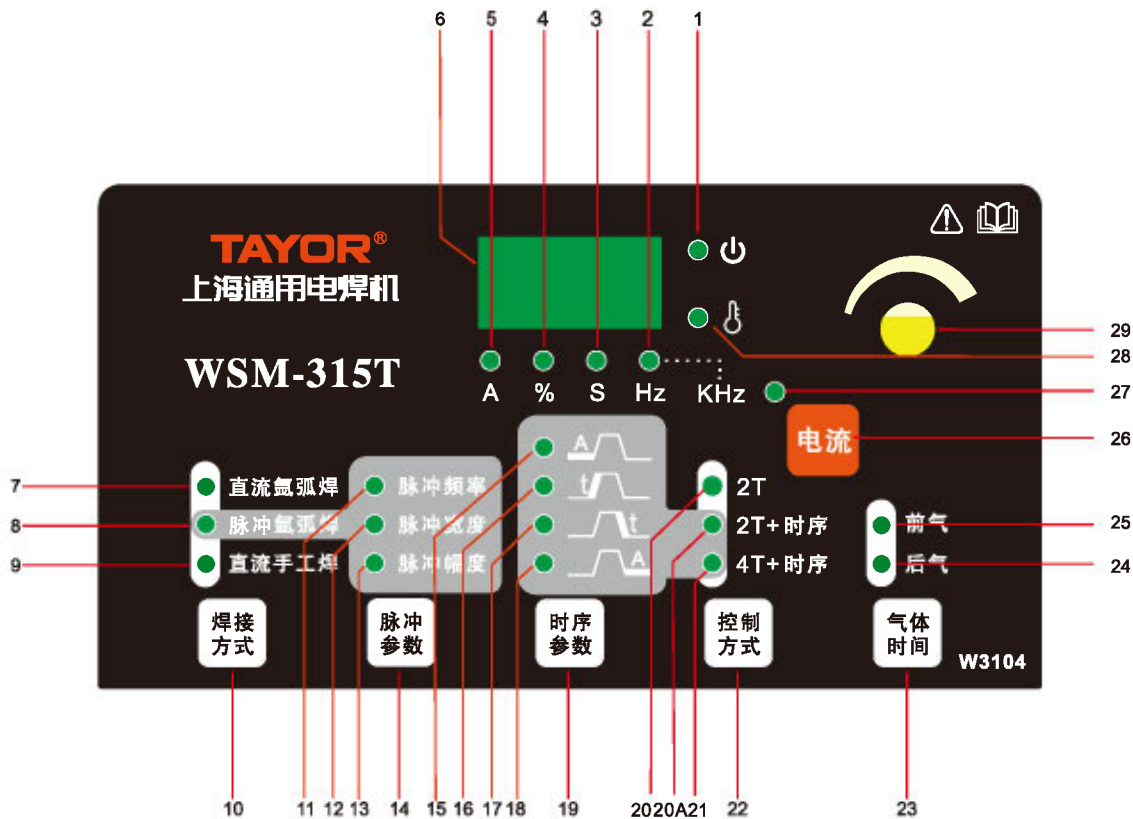 6 5 4 3 2 1
TAYOR®
上海通用电焊机
WSM-315T
A % S Hz KHz
29
28
27
电流
26
A
7 直流氩弧焊 脉冲频率 t 2T
8 脉冲氩弧焊 脉冲宽度 t 2T+时序 前气 25
9 直流手工焊 脉冲幅度 A 4T+时序 后气 24
焊接 脉冲 时序 控制 气体
方式 参数 参数 方式 时间
W3104
10 11 12 13 14 15 16 17 18 19 20 20A 21 22 23